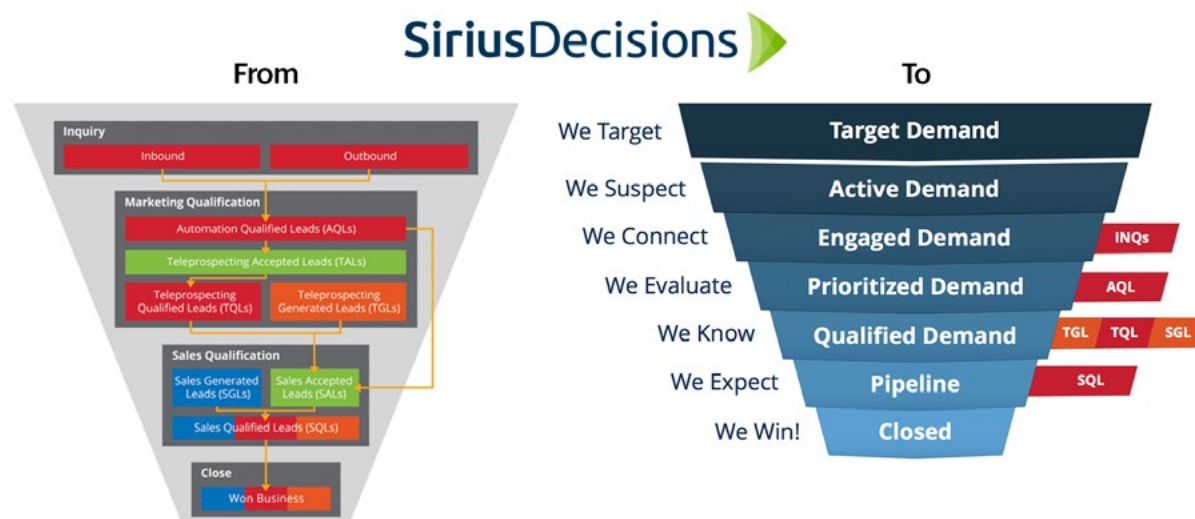 SiriusDecisions
From
Inquiry
Inbound
Outbound
Marketing Qualification
Automation Qualified Leads (AQLs)
Teleprospecting Accepted Leads (TALs)
Teleprospecting
Qualified Leads (TQLs)
Teleprospecting
Generated Leads (TGLs)
Sales Qualification
Sales Generated
Leads (SGLs)
Sales Accepted
Leads (SALs)
Sales Qualified Leads (SQLs)
Close
Won Business
To
We Target
Target Demand
We Suspect
Active Demand
We Connect
Engaged Demand
INQs
We Evaluate
Prioritized Demand
AQL
We Know
Qualified Demand
TGL
TQL
SGL
We Expect
Pipeline
SQL
We Win!
Closed